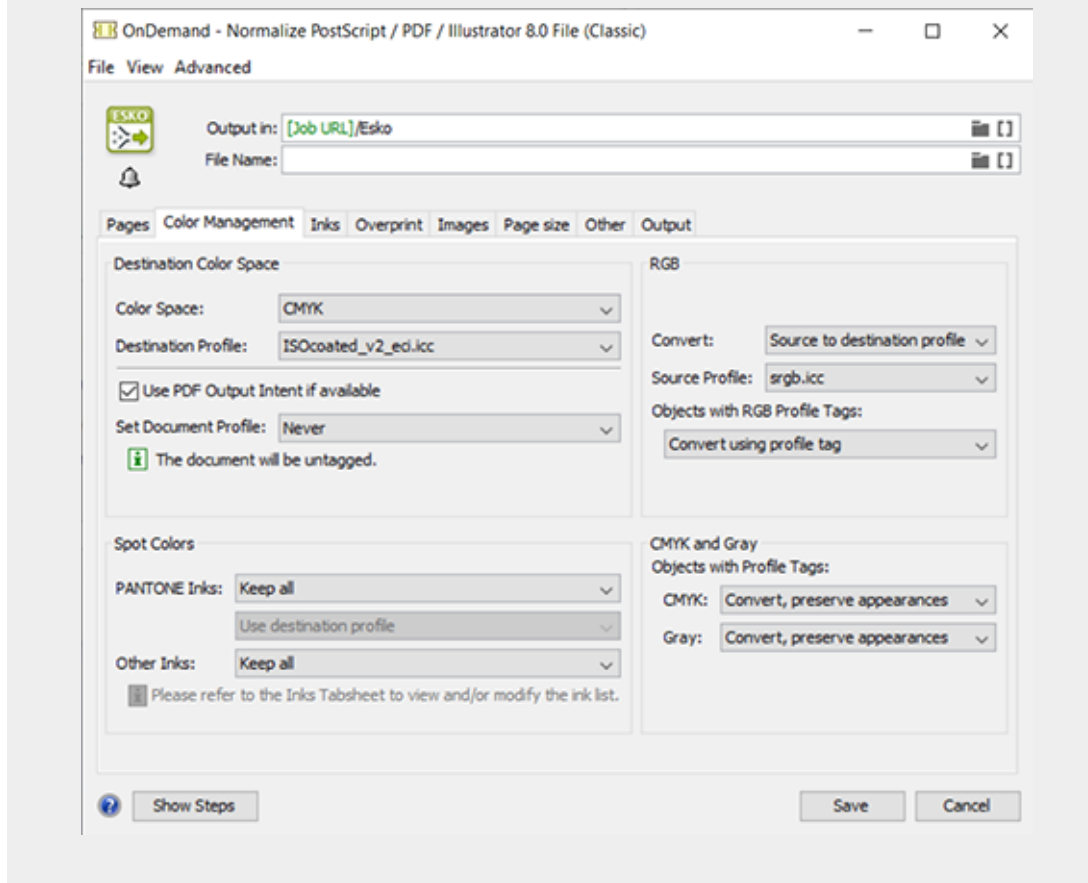 OnDemand - Normalize PostScript / PDF / Illustrator 8.0 File (Classic)
File View Advanced
ESKO
Output in: [Job URL]/Esko
File Name:
Pages Color Management Inks Overprint Images Page size Other Output
Destination Color Space
Color Space: CMYK
Destination Profile: ISOcoated_v2_eci.icc
Use PDF Output Intent if available
Set Document Profile: Never
The document will be untagged.
RGB
Convert: Source to destination profile
Source Profile: srgb.icc
Objects with RGB Profile Tags:
Convert using profile tag
Spot Colors
PANTONE Inks: Keep all
Use destination profile
Other Inks: Keep all
Please refer to the Inks Tabsheet to view and/or modify the ink list.
CMYK and Gray
Objects with Profile Tags:
CMYK: Convert, preserve appearances
Gray: Convert, preserve appearances
Show Steps
Save Cancel